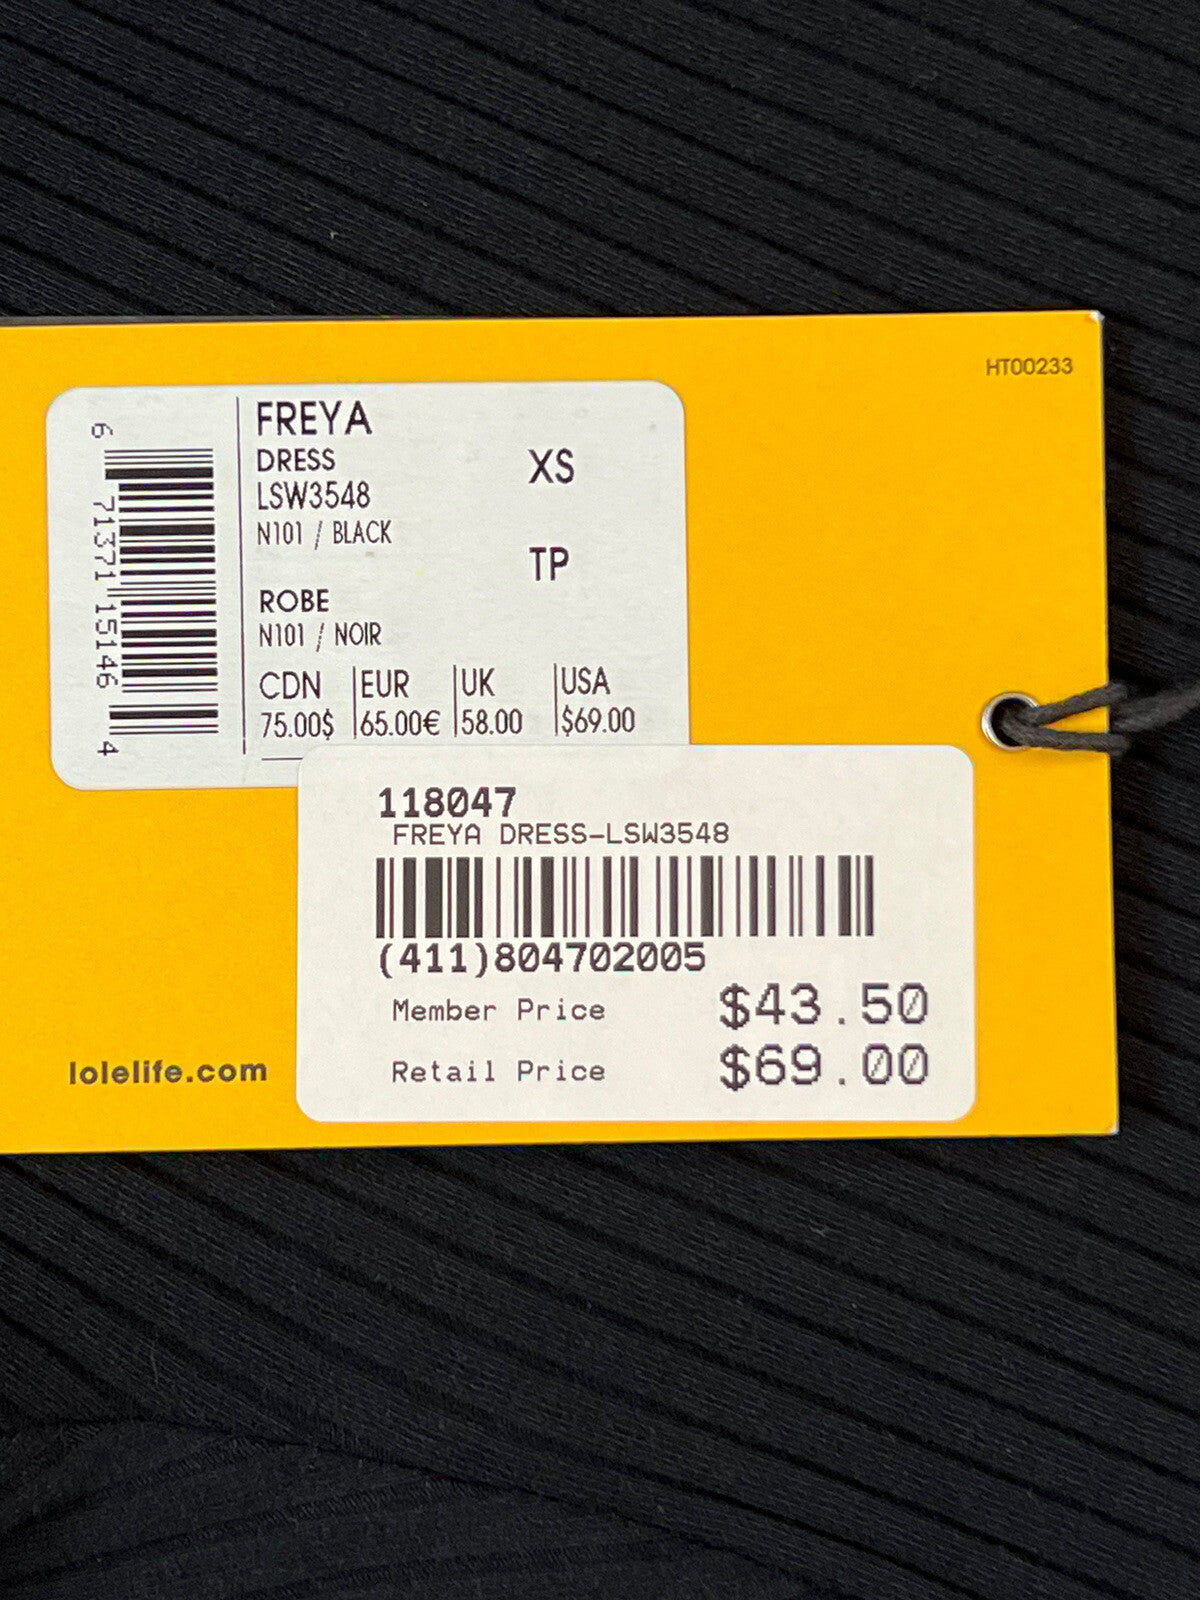 HT00233
FREYA
DRESS
LSW3548
N101 / BLACK
XS
TP
ROBE
N101 / NOIR
CDN EUR UK USA
75.00$ 65.00€ 58.00 $69.00
6 71371 15146 4
118047
FREYA DRESS-LSW3548
(411)804702005
Member Price $43.50
Retail Price $69.00
lolelife.com